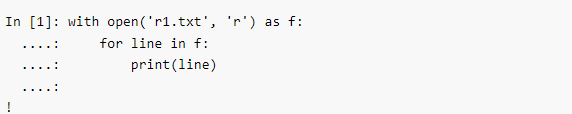 In [1]: with open('r1.txt', 'r') as f:
  ....:     for line in f:
  ....:         print(line)
  ....:
!